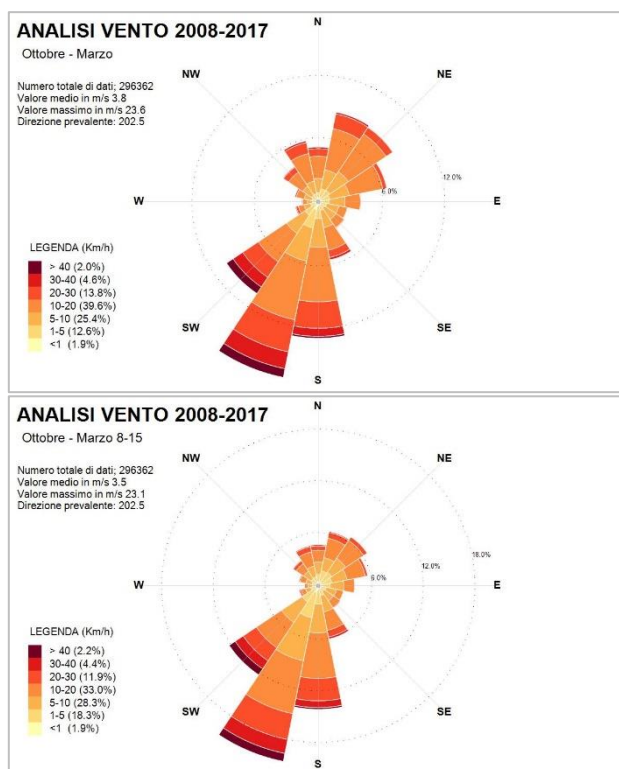 ANALISI VENTO 2008-2017
Ottobre - Marzo
Numero totale di dati; 296362
Valore medio in m/s 3.8
Valore massimo in m/s 23.6
Direzione prevalente: 202.5
N
NW
NE
12.0%
6.0%
W
E
LEGENDA (Km/h)
> 40 (2.0%)
30-40 (4.6%)
20-30 (13.8%)
10-20 (39.6%)
5-10 (25.4%)
1-5 (12.6%)
<1 (1.9%)
SW
SE
S
ANALISI VENTO 2008-2017
Ottobre - Marzo 8-15
Numero totale di dati; 296362
Valore medio in m/s 3.5
Valore massimo in m/s 23.1
Direzione prevalente: 202.5
N
NW
NE
18.0%
12.0%
6.0%
W
E
LEGENDA (Km/h)
> 40 (2.2%)
30-40 (4.4%)
20-30 (11.9%)
10-20 (33.0%)
5-10 (28.3%)
1-5 (18.3%)
<1 (1.9%)
SW
SE
S